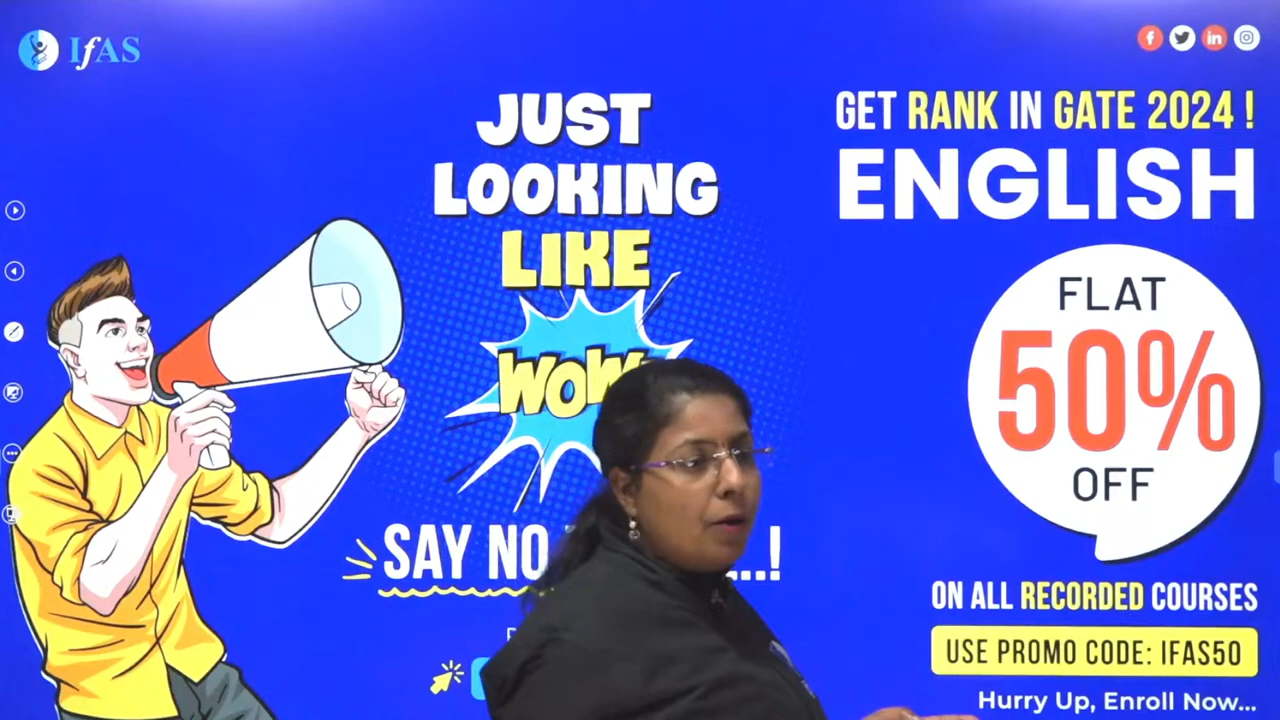 IfAS
JUST
LOOKING
LIKE
WOW
SAY NO ...!
GET RANK IN GATE 2024 !
ENGLISH
FLAT
50%
OFF
ON ALL RECORDED COURSES
USE PROMO CODE: IFAS50
Hurry Up, Enroll Now...